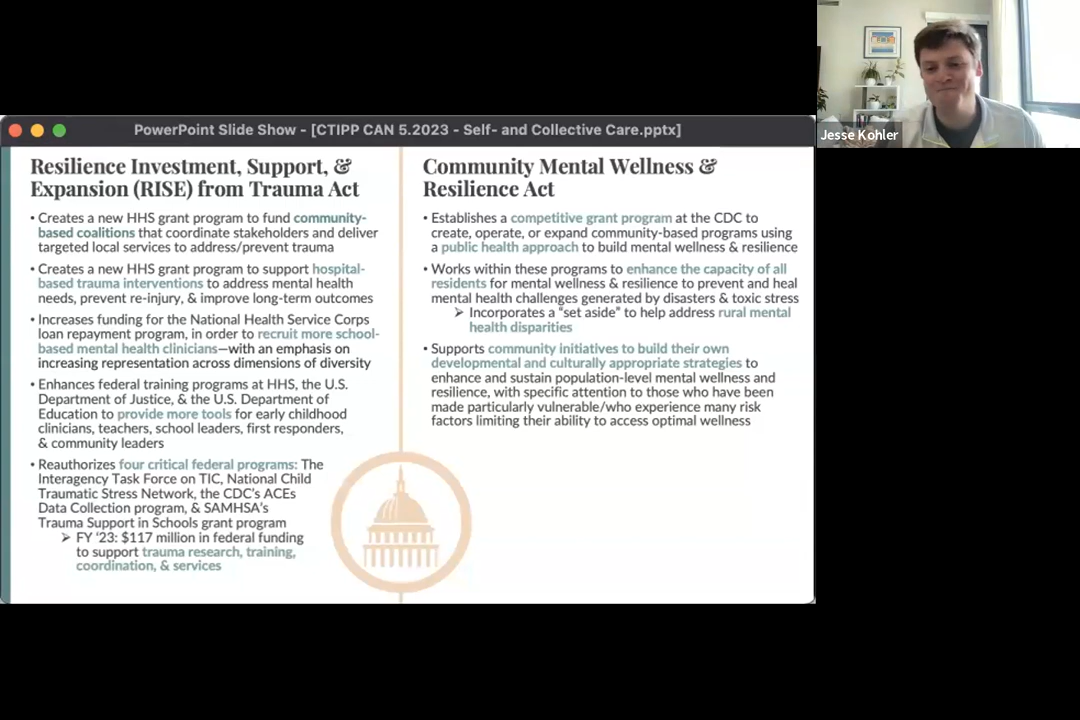 PowerPoint Slide Show - [CTIPP CAN 5.2023 - Self- and Collective Care.pptx]
Jesse Kohler
Resilience Investment, Support, &
Expansion (RISE) from Trauma Act
• Creates a new HHS grant program to fund community-
based coalitions that coordinate stakeholders and deliver
targeted local services to address/prevent trauma
• Creates a new HHS grant program to support hospital-
based trauma interventions to address mental health
needs, prevent re-injury, & improve long-term outcomes
• Increases funding for the National Health Service Corps
loan repayment program, in order to recruit more school-
based mental health clinicians—with an emphasis on
increasing representation across dimensions of diversity
• Enhances federal training programs at HHS, the U.S.
Department of Justice, & the U.S. Department of
Education to provide more tools for early childhood
clinicians, teachers, school leaders, first responders,
& community leaders
• Reauthorizes four critical federal programs: The
Interagency Task Force on TIC, National Child
Traumatic Stress Network, the CDC's ACEs
Data Collection program, & SAMHSA's
Trauma Support in Schools grant program
➢ FY '23: $117 million in federal funding
to support trauma research, training,
coordination, & services
Community Mental Wellness &
Resilience Act
• Establishes a competitive grant program at the CDC to
create, operate, or expand community-based programs using
a public health approach to build mental wellness & resilience
• Works within these programs to enhance the capacity of all
residents for mental wellness & resilience to prevent and heal
mental health challenges generated by disasters & toxic stress
➢ Incorporates a "set aside" to help address rural mental
health disparities
• Supports community initiatives to build their own
developmental and culturally appropriate strategies to
enhance and sustain population-level mental wellness and
resilience, with specific attention to those who have been
made particularly vulnerable/who experience many risk
factors limiting their ability to access optimal wellness